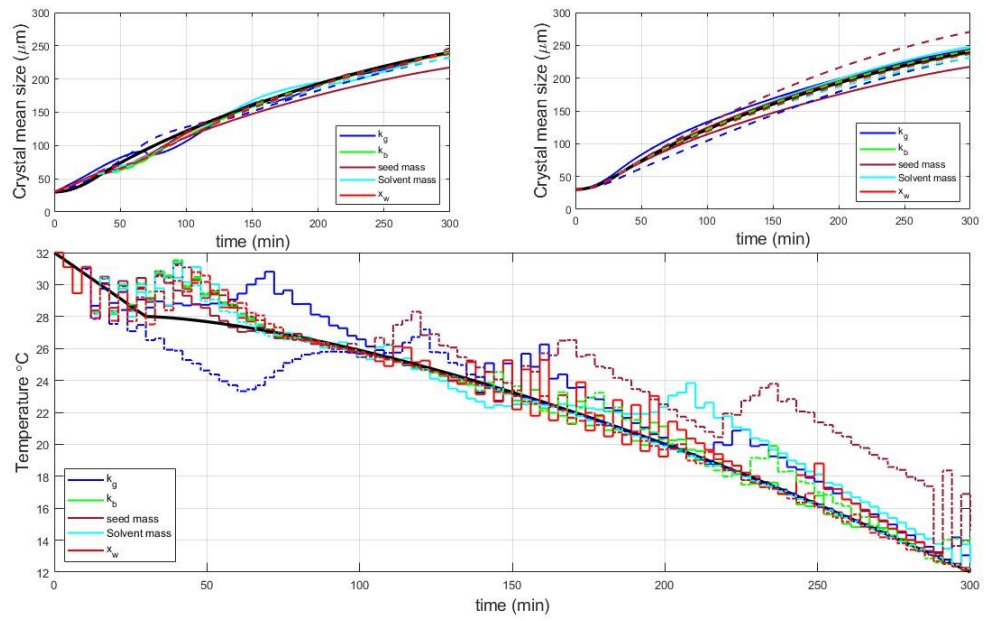 Crystal mean size (μm)
300
250
200
150
100
50
0
k_g
k_b
seed mass
Solvent mass
x_w
0 50 100 150 200 250 300
time (min)
Crystal mean size (μm)
300
250
200
150
100
50
0
k_g
k_b
seed mass
Solvent mass
x_w
0 50 100 150 200 250 300
time (min)
Temperature °C
32
30
28
26
24
22
20
18
16
14
12
k_g
k_b
seed mass
Solvent mass
x_w
0 50 100 150 200 250 300
time (min)